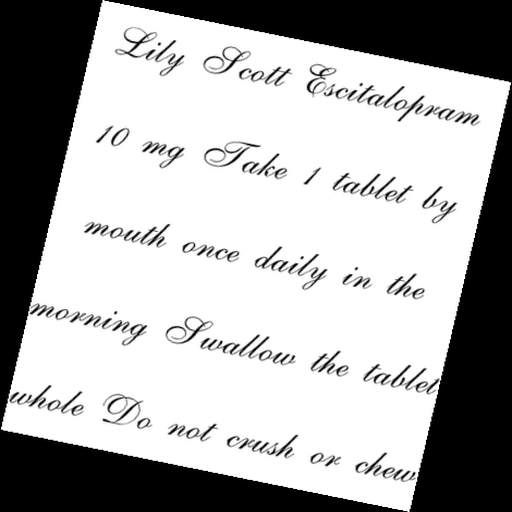 Lily Scott Escitalopram
10 mg Take 1 tablet by
mouth once daily in the
morning Swallow the tablet
whole Do not crush or chew